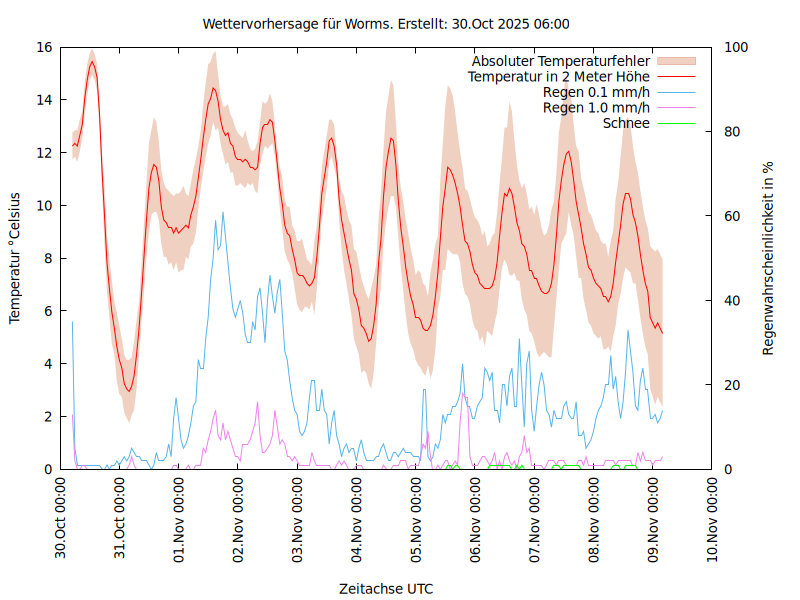 Wettervorhersage für Worms. Erstellt: 30.Oct 2025 06:00
Absoluter Temperaturfehler
Temperatur in 2 Meter Höhe
Regen 0.1 mm/h
Regen 1.0 mm/h
Schnee
Temperatur °Celsius
16
14
12
10
8
6
4
2
0
100
80
60
40
20
0
Regenwahrscheinlichkeit in %
30.Oct 00:00
31.Oct 00:00
01.Nov 00:00
02.Nov 00:00
03.Nov 00:00
04.Nov 00:00
05.Nov 00:00
06.Nov 00:00
07.Nov 00:00
08.Nov 00:00
09.Nov 00:00
10.Nov 00:00
Zeitachse UTC